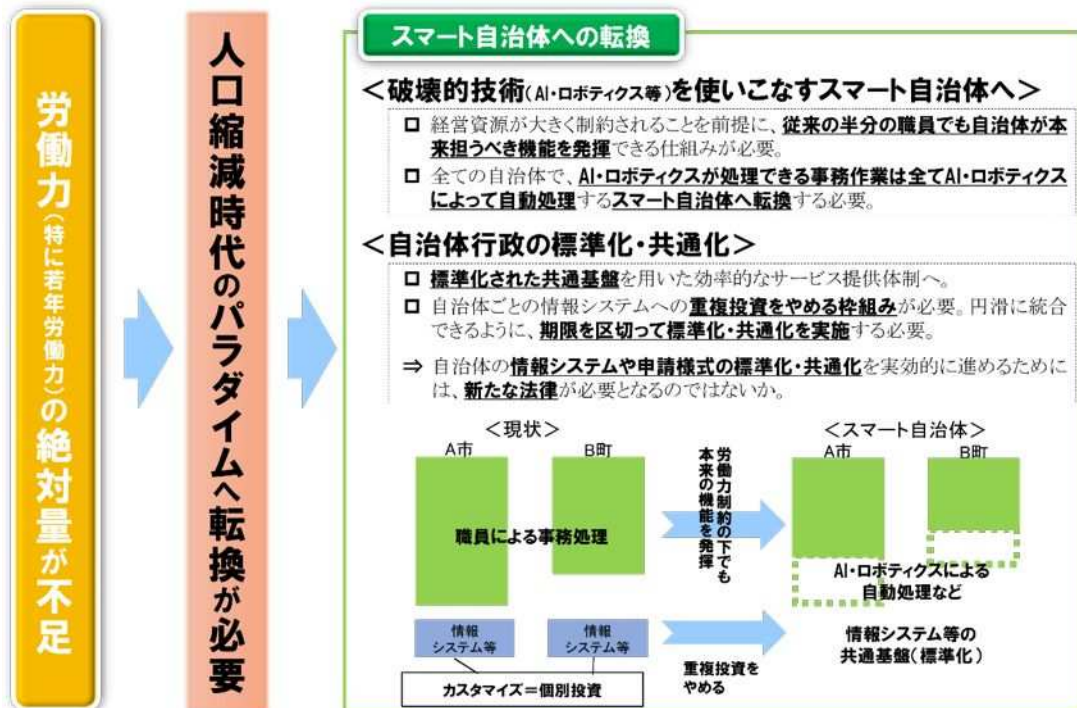 労働力(特に若年労働力)の絶対量が不足
人口縮減時代のパラダイムへ転換が必要
スマート自治体への転換
＜破壊的技術(AI・ロボティクス等)を使いこなすスマート自治体へ＞
□ 経営資源が大きく制約されることを前提に、従来の半分の職員でも自治体が本
来担うべき機能を発揮できる仕組みが必要。
□ 全ての自治体で、AI・ロボティクスが処理できる事務作業は全てAI・ロボティクス
によって自動処理するスマート自治体へ転換する必要。
＜自治体行政の標準化・共通化＞
□ 標準化された共通基盤を用いた効率的なサービス提供体制へ。
□ 自治体ごとの情報システムへの重複投資をやめる枠組みが必要。円滑に統合
できるように、期限を区切って標準化・共通化を実施する必要。
⇒ 自治体の情報システムや申請様式の標準化・共通化を実効的に進めるために
は、新たな法律が必要となるのではないか。
＜現状＞
A市
B町
職員による事務処理
情報
システム等
情報
システム等
カスタマイズ＝個別投資
労働力制約の下でも
本来の機能を発揮
重複投資を
やめる
＜スマート自治体＞
A市
B町
AI・ロボティクスによる
自動処理など
情報システム等の
共通基盤(標準化)